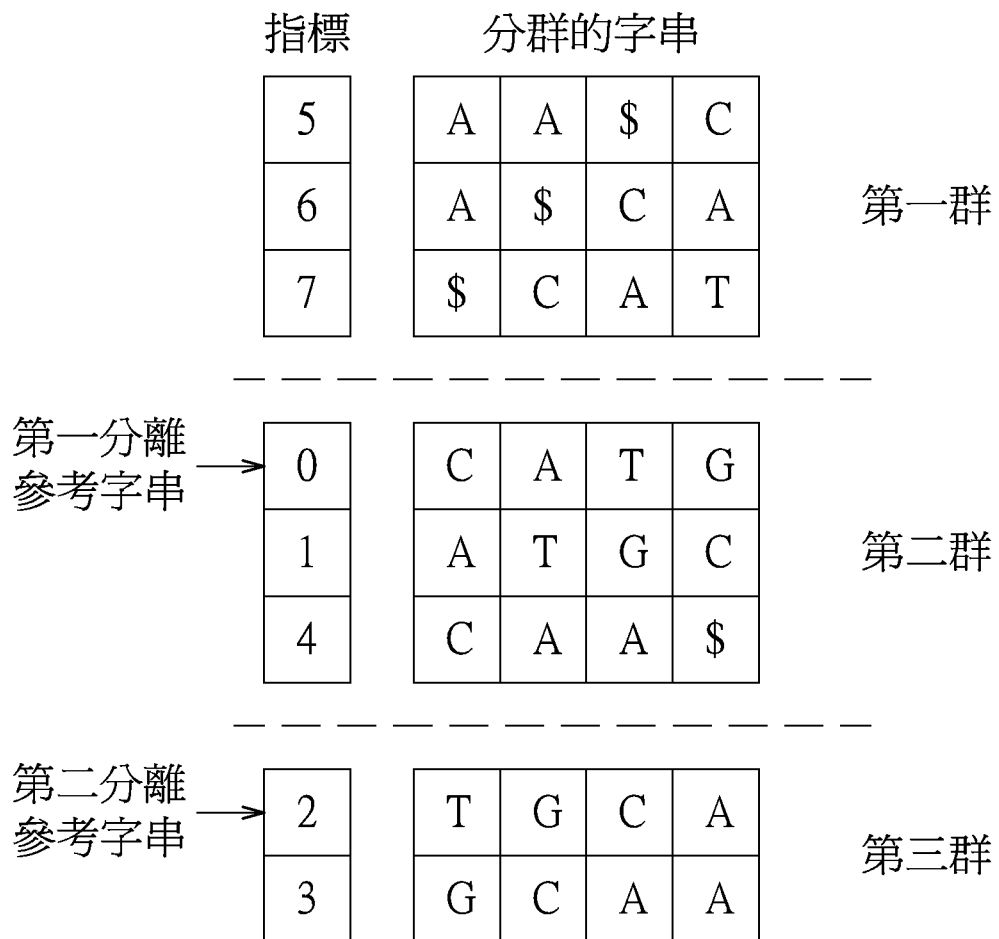 指標 分群的字串
5 A A $ C
6 A $ C A 第一群
7 $ C A T
第一分離
參考字串
0 C A T G
1 A T G C 第二群
4 C A A $
第二分離
參考字串
2 T G C A
3 G C A A
第三群